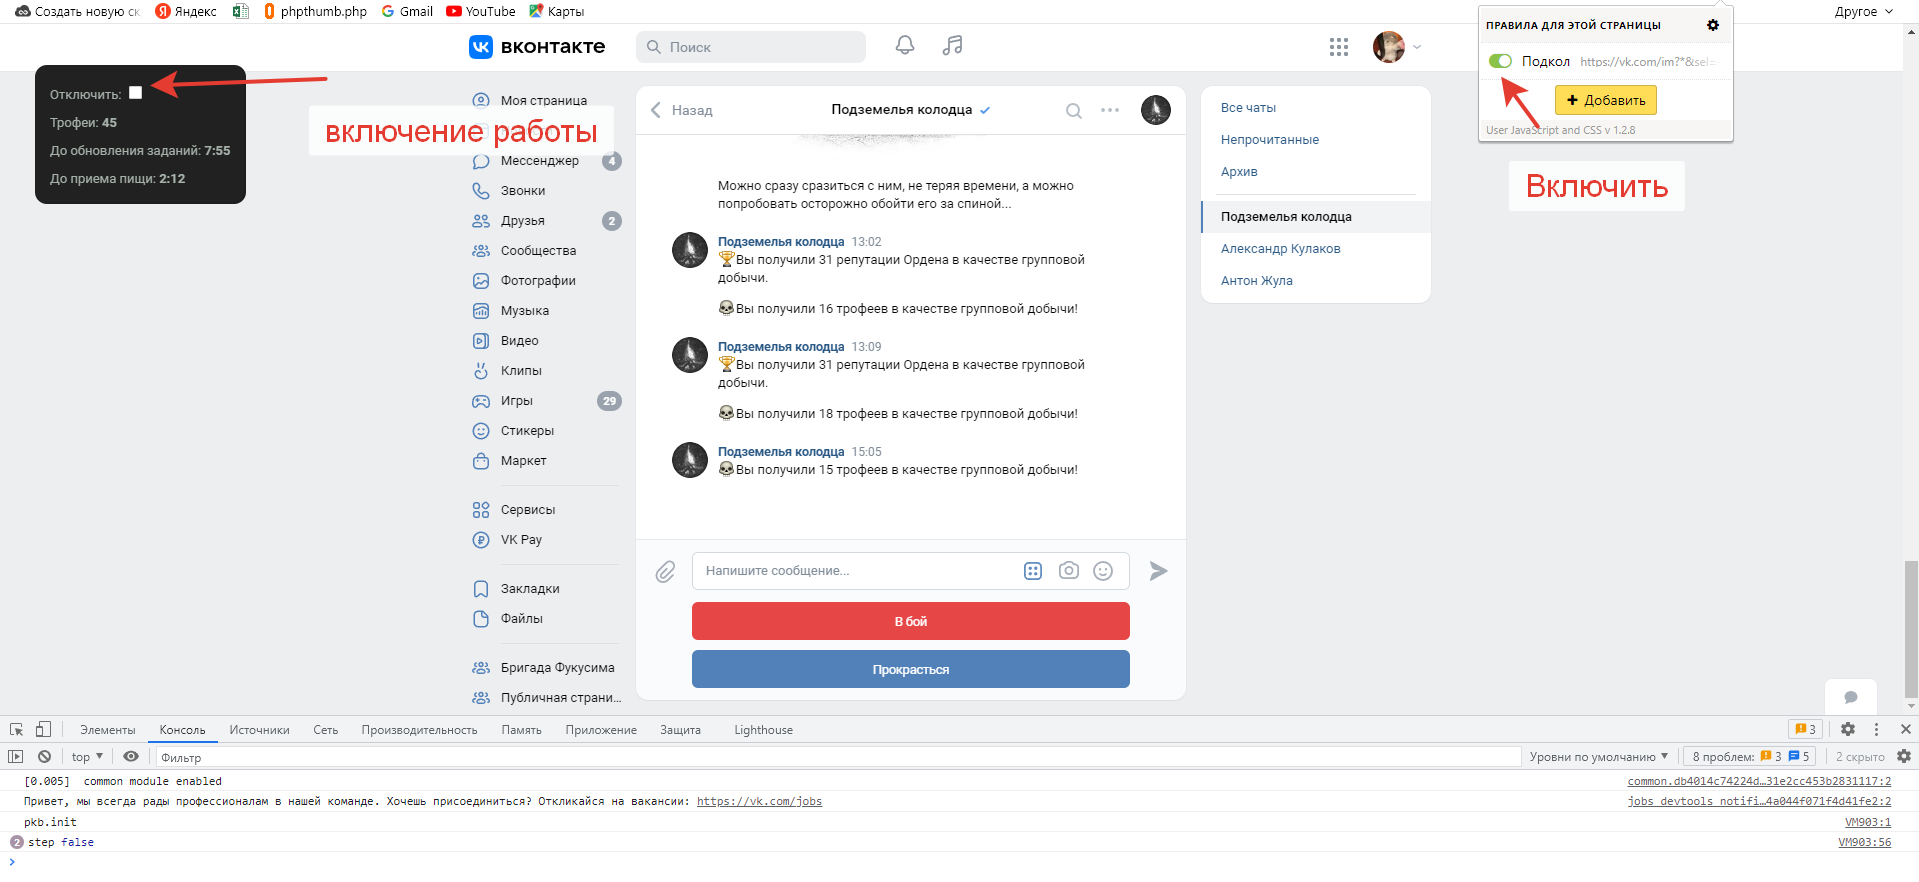 Создать новую ск
Яндекс
phpthumb.php
Gmail
YouTube
Карты
Другое
вконтакте
Поиск
ПРАВИЛА ДЛЯ ЭТОЙ СТРАНИЦЫ
Подкол https://vk.com/im?*&sel=
Добавить
User JavaScript and CSS v 1.2.8
Включить
Отключить:
Трофеи: 45
До обновления заданий: 7:55
До приема пищи: 2:12
включение работы
Моя страница
Мессенджер 4
Звонки
Друзья 2
Сообщества
Фотографии
Музыка
Видео
Клипы
Игры 29
Стикеры
Маркет
Сервисы
VK Pay
Закладки
Файлы
Бригада Фукусима
Публичная страни...
Назад
Подземелья колодца
Можно сразу сразиться с ним, не теряя времени, а можно
попробовать осторожно обойти его за спиной...
Подземелья колодца 13:02
Вы получили 31 репутации Ордена в качестве групповой
добычи.
Вы получили 16 трофеев в качестве групповой добычи!
Подземелья колодца 13:09
Вы получили 31 репутации Ордена в качестве групповой
добычи.
Вы получили 18 трофеев в качестве групповой добычи!
Подземелья колодца 15:05
Вы получили 15 трофеев в качестве групповой добычи!
Напишите сообщение...
В бой
Прокрасться
Все чаты
Непрочитанные
Архив
Подземелья колодца
Александр Кулаков
Антон Жула
Элементы Консоль Источники Сеть Производительность Память Приложение Защита Lighthouse 3
top Фильтр Уровни по умолчанию 8 проблем: 3 5 2 скрыто
[0.005] common module enabled common.db4014c74224d…31e2cc453b2831117:2
Привет, мы всегда рады профессионалам в нашей команде. Хочешь присоединиться? Откликайся на вакансии: https://vk.com/jobs jobs_devtools_notifi…4a044f071f4d41fe2:2
pkb.init VM903:1
2 step false VM903:56